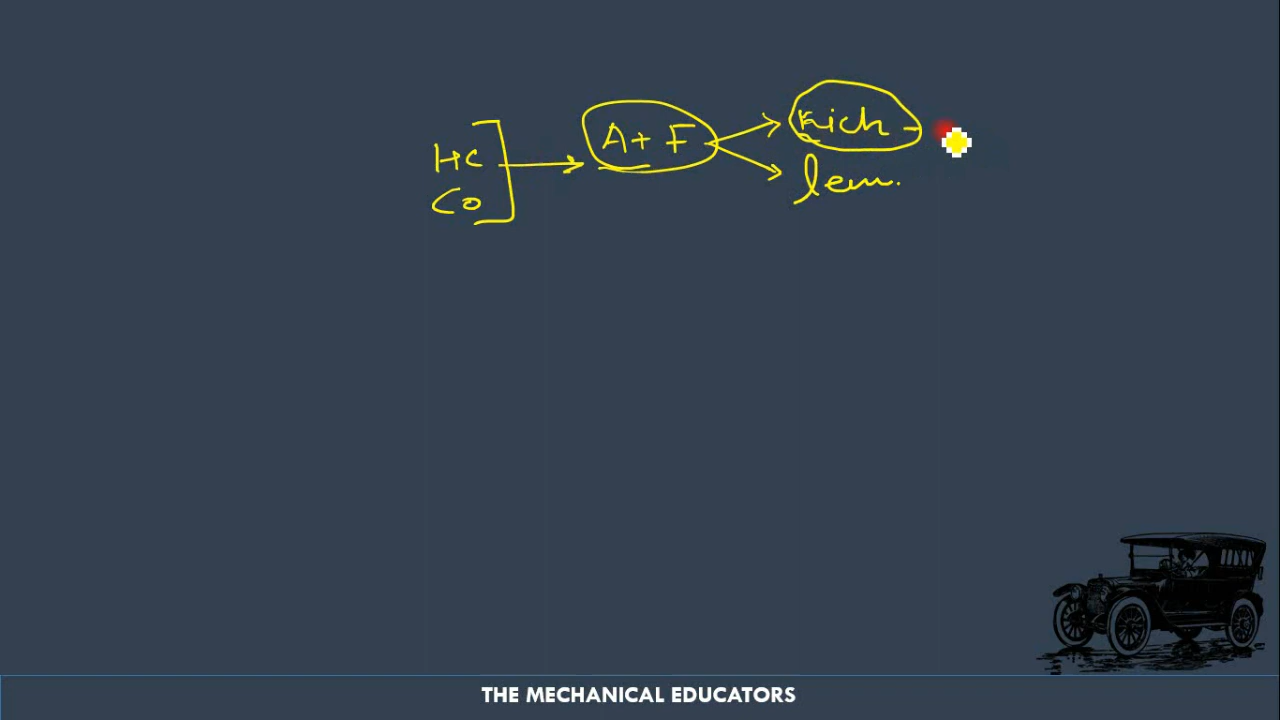 HC
CO
A+ F
Rich -
lean.
THE MECHANICAL EDUCATORS